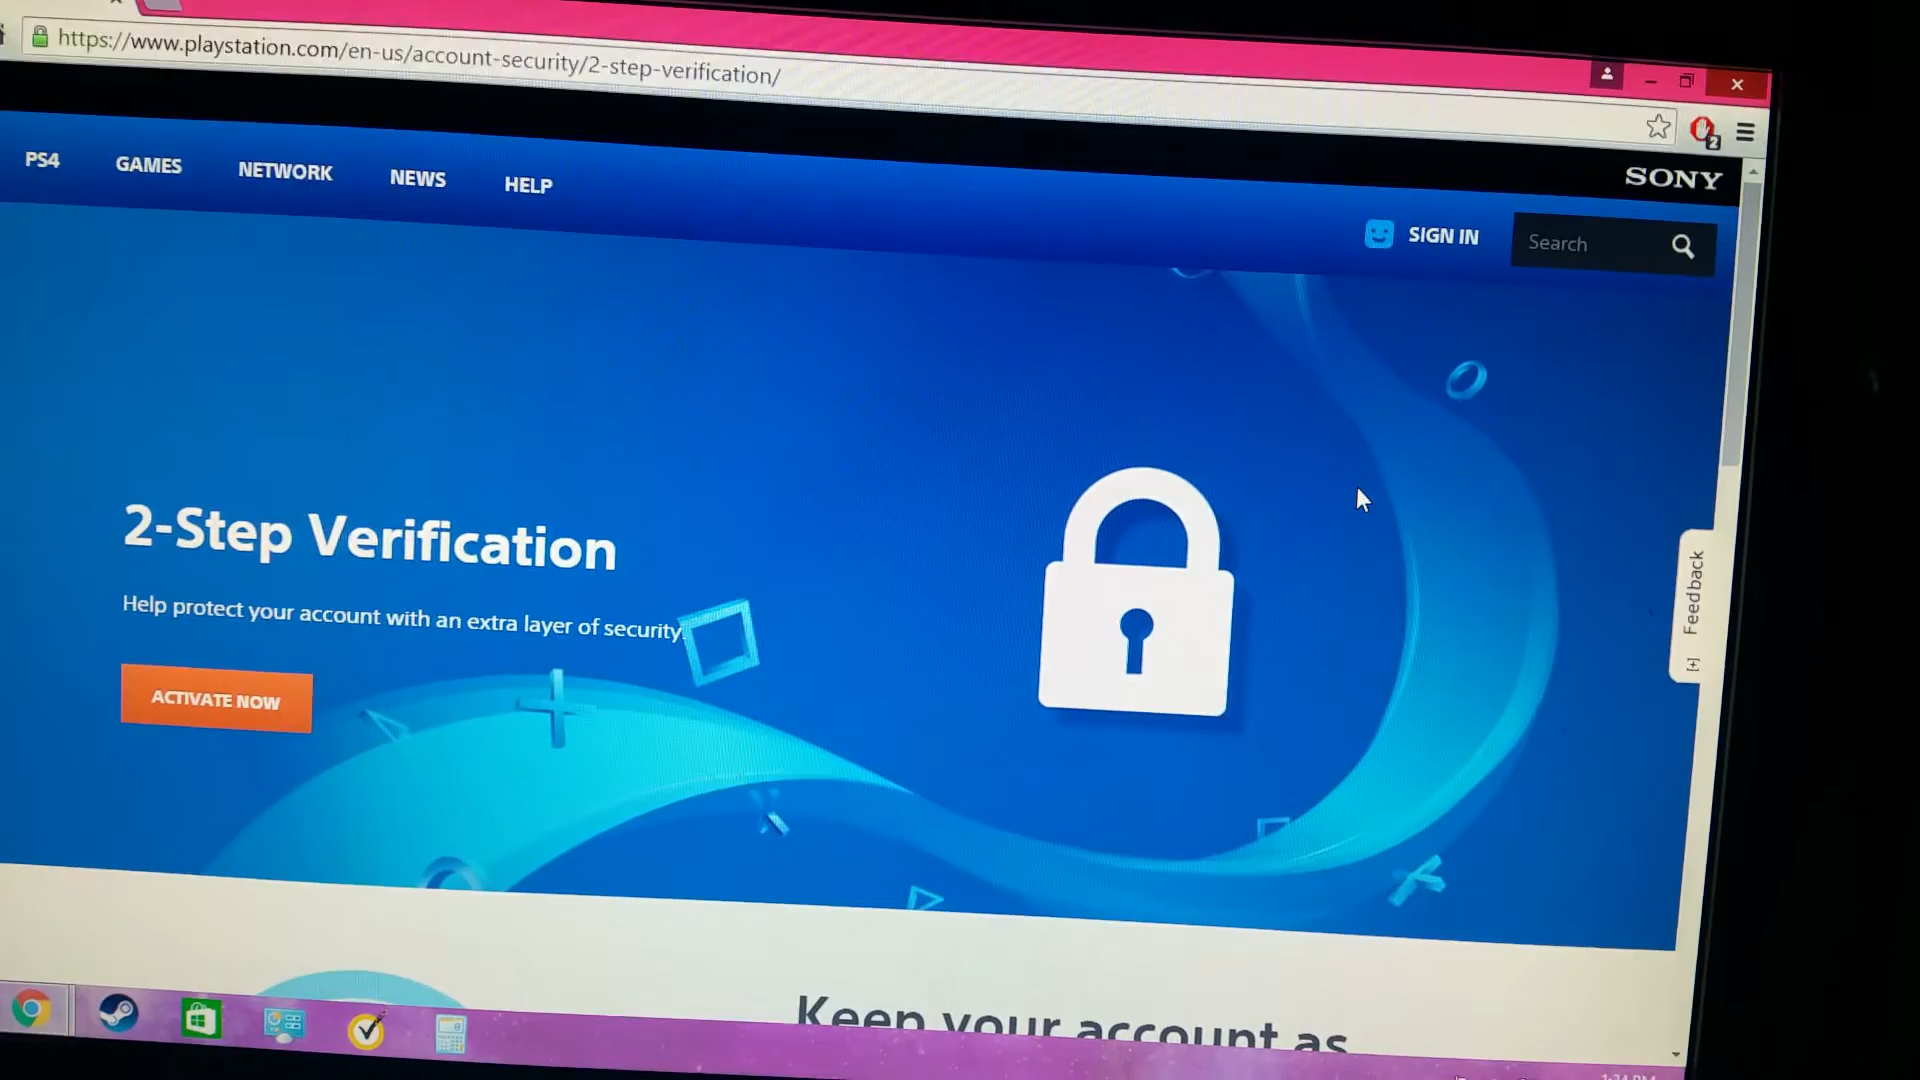 https://www.playstation.com/en-us/account-security/2-step-verification/
2
SONY
PS4 GAMES NETWORK NEWS HELP
SIGN IN Search
2-Step Verification
Help protect your account with an extra layer of security.
ACTIVATE NOW
[+] Feedback
Keep your account as